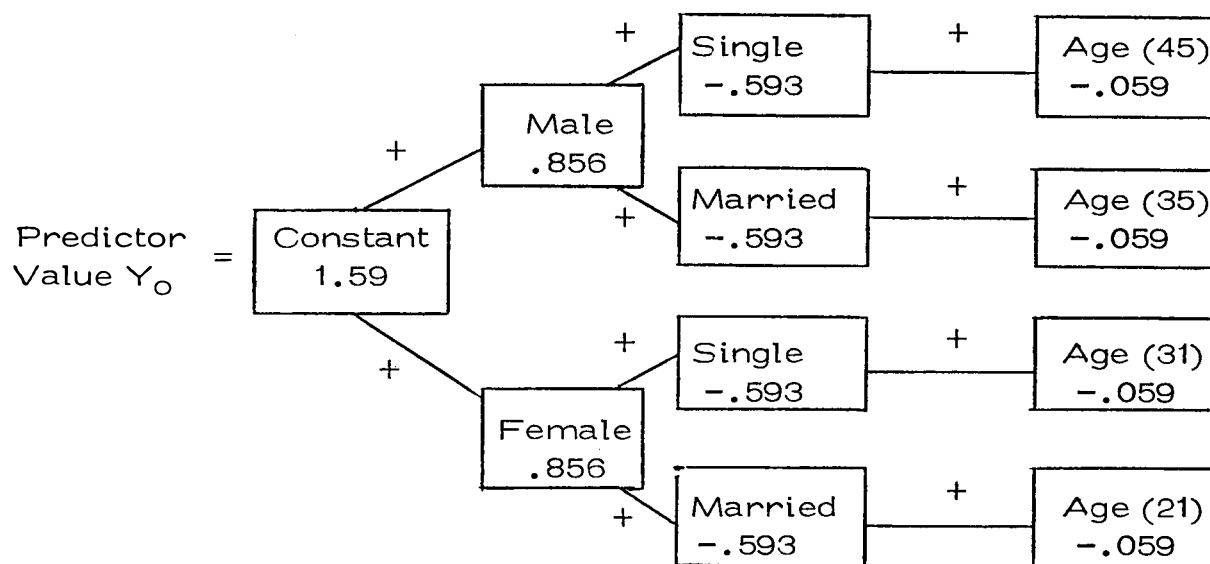 +
Single
-.593
+
Age (45)
-.059
Male
.856
+
+
Married
-.593
+
Age (35)
-.059
Predictor
Value Y₀
=
Constant
1.59
+
Female
.856
+
Single
-.593
+
Age (31)
-.059
+
Married
-.593
+
Age (21)
-.059